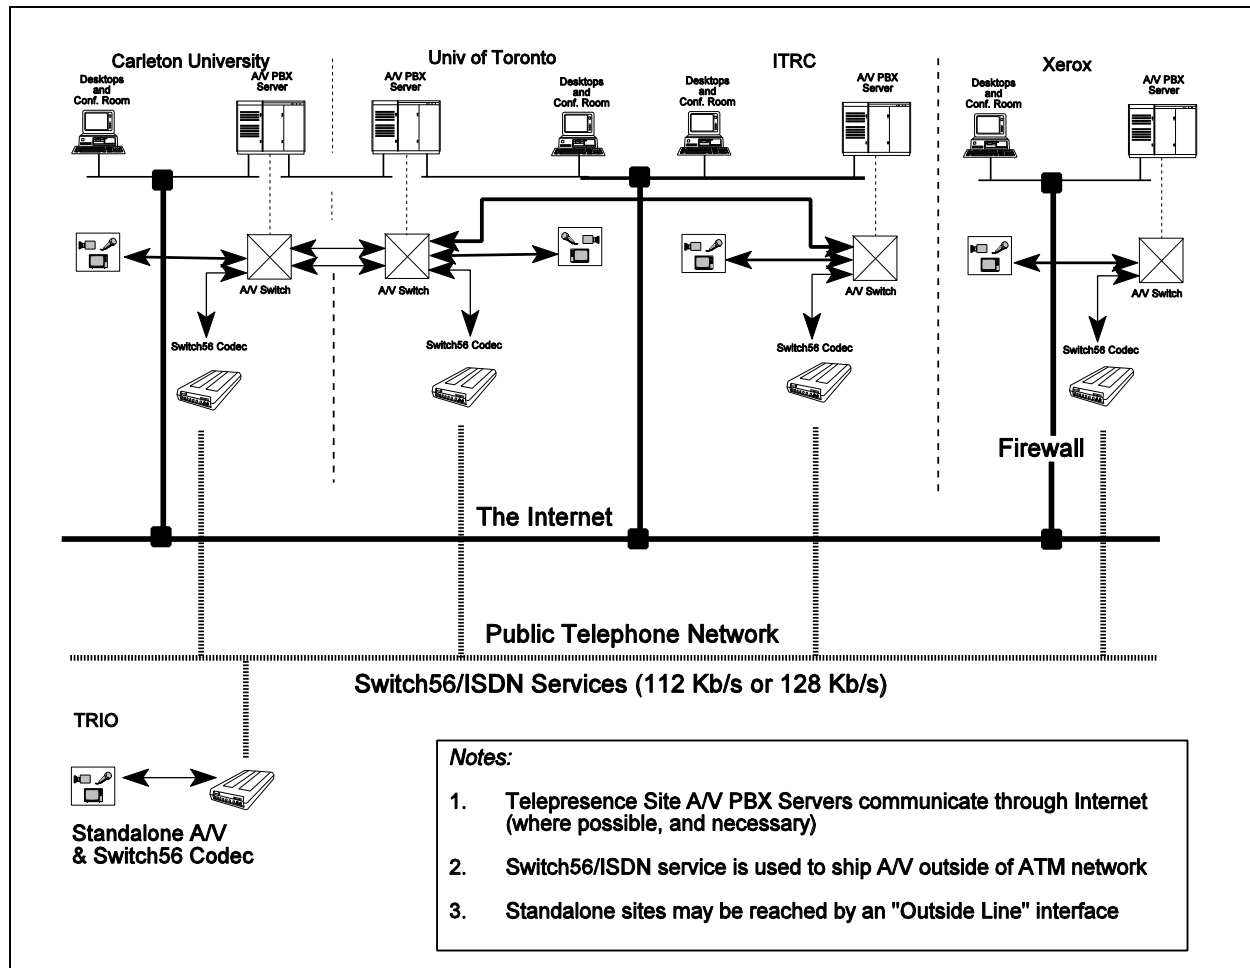 Carleton University
Univ of Toronto
ITRC
Xerox
Desktops
and
Conf. Room
A/V PBX
Server
A/V PBX
Server
Desktops
and
Conf. Room
Desktops
and
Conf. Room
A/V PBX
Server
Desktops
and
Conf. Room
A/V PBX
Server
A/V Switch
A/V Switch
A/V Switch
A/V Switch
Switch56 Codec
Switch56 Codec
Switch56 Codec
Switch56 Codec
Firewall
The Internet
Public Telephone Network
Switch56/ISDN Services (112 Kb/s or 128 Kb/s)
TRIO
Standalone A/V
& Switch56 Codec
Notes:
1. Telepresence Site A/V PBX Servers communicate through Internet
(where possible, and necessary)
2. Switch56/ISDN service is used to ship A/V outside of ATM network
3. Standalone sites may be reached by an "Outside Line" interface